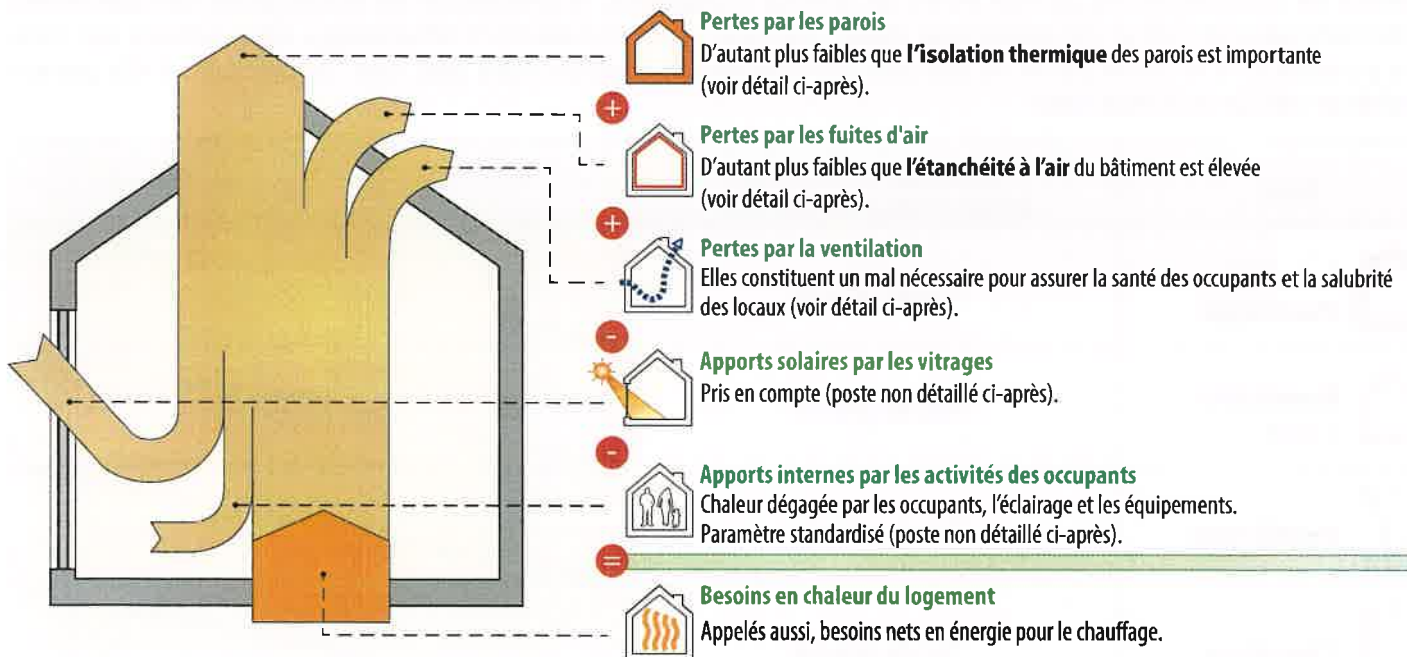 Pertes par les parois
D'autant plus faibles que l'isolation thermique des parois est importante
(voir détail ci-après).
+
Pertes par les fuites d'air
D'autant plus faibles que l'étanchéité à l'air du bâtiment est élevée
(voir détail ci-après).
+
Pertes par la ventilation
Elles constituent un mal nécessaire pour assurer la santé des occupants et la salubrité
des locaux (voir détail ci-après).
-
Apports solaires par les vitrages
Pris en compte (poste non détaillé ci-après).
-
Apports internes par les activités des occupants
Chaleur dégagée par les occupants, l'éclairage et les équipements.
Paramètre standardisé (poste non détaillé ci-après).
=
Besoins en chaleur du logement
Appelés aussi, besoins nets en énergie pour le chauffage.